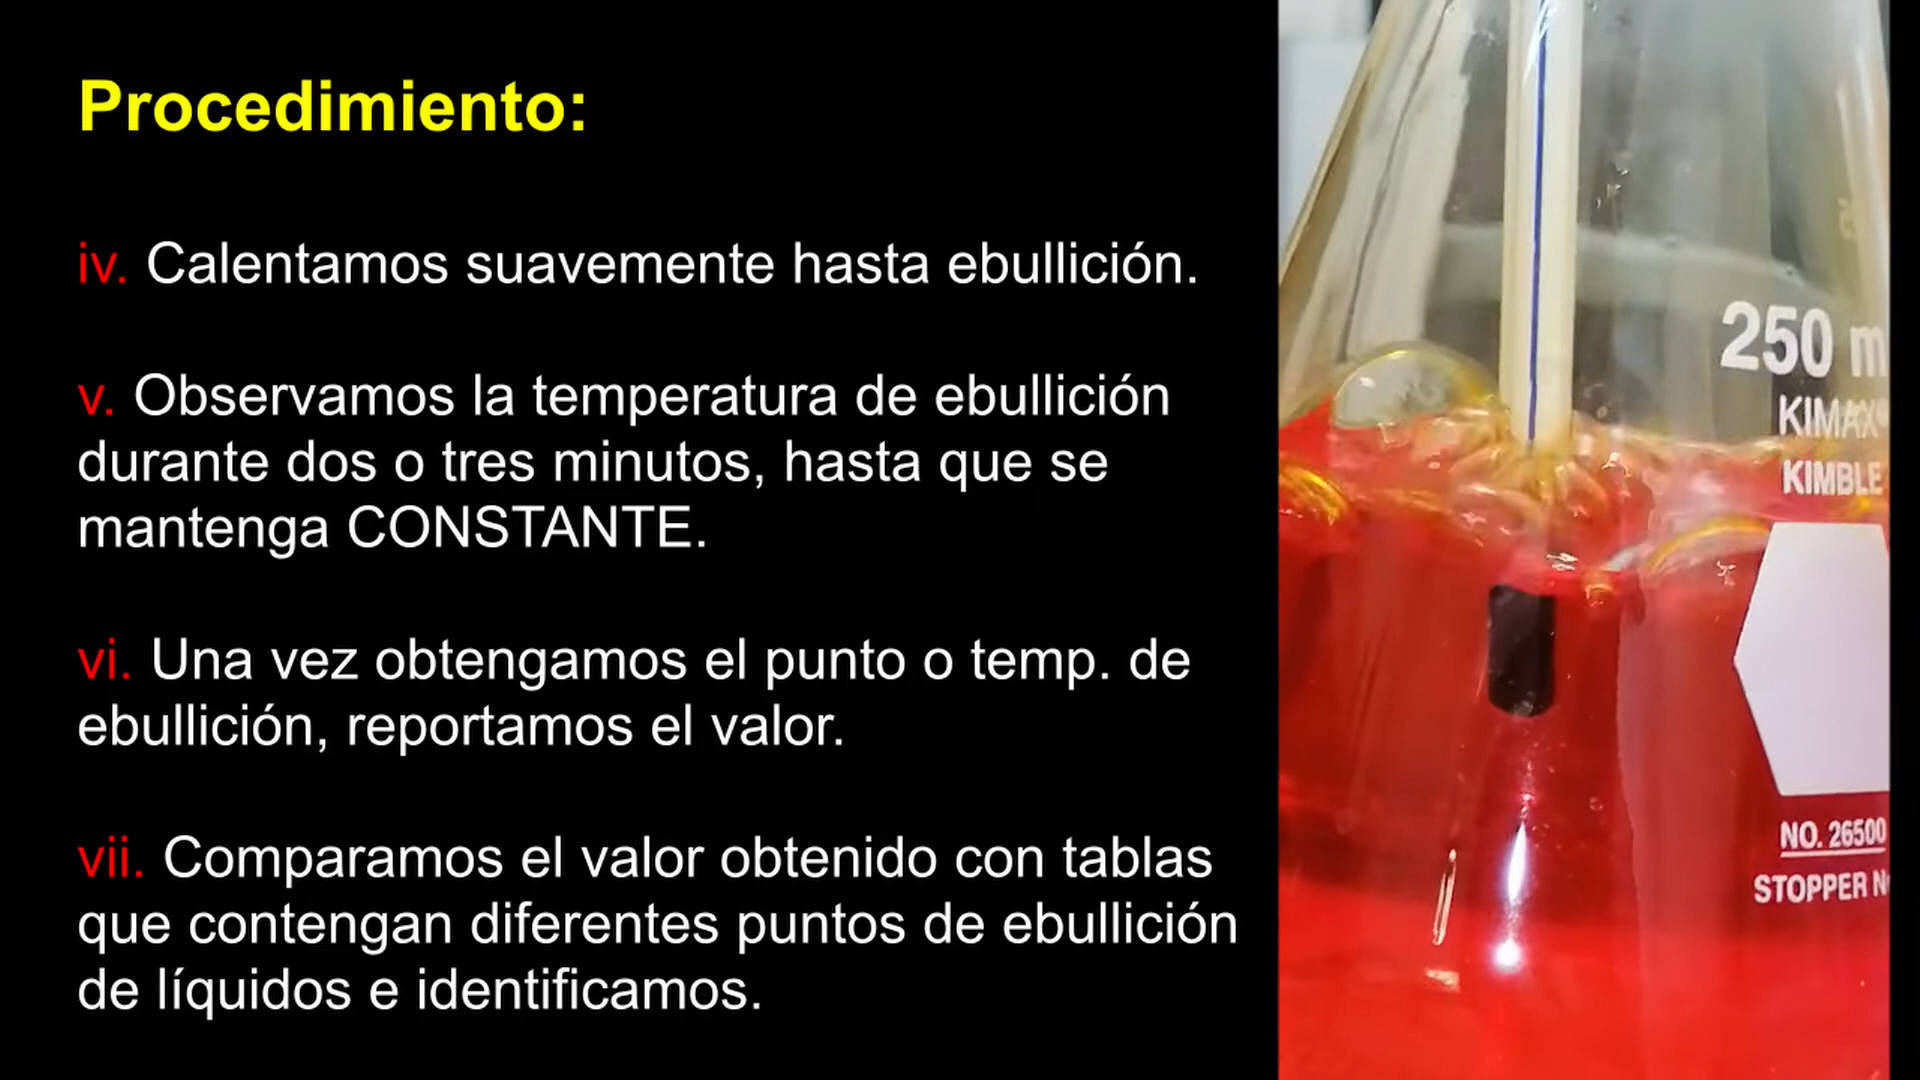 Procedimiento:
iv. Calentamos suavemente hasta ebullición.
v. Observamos la temperatura de ebullición
durante dos o tres minutos, hasta que se
mantenga CONSTANTE.
vi. Una vez obtengamos el punto o temp. de
ebullición, reportamos el valor.
vii. Comparamos el valor obtenido con tablas
que contengan diferentes puntos de ebullición
de líquidos e identificamos.
250 m
KIMAX®
KIMBLE
NO. 26500
STOPPER N